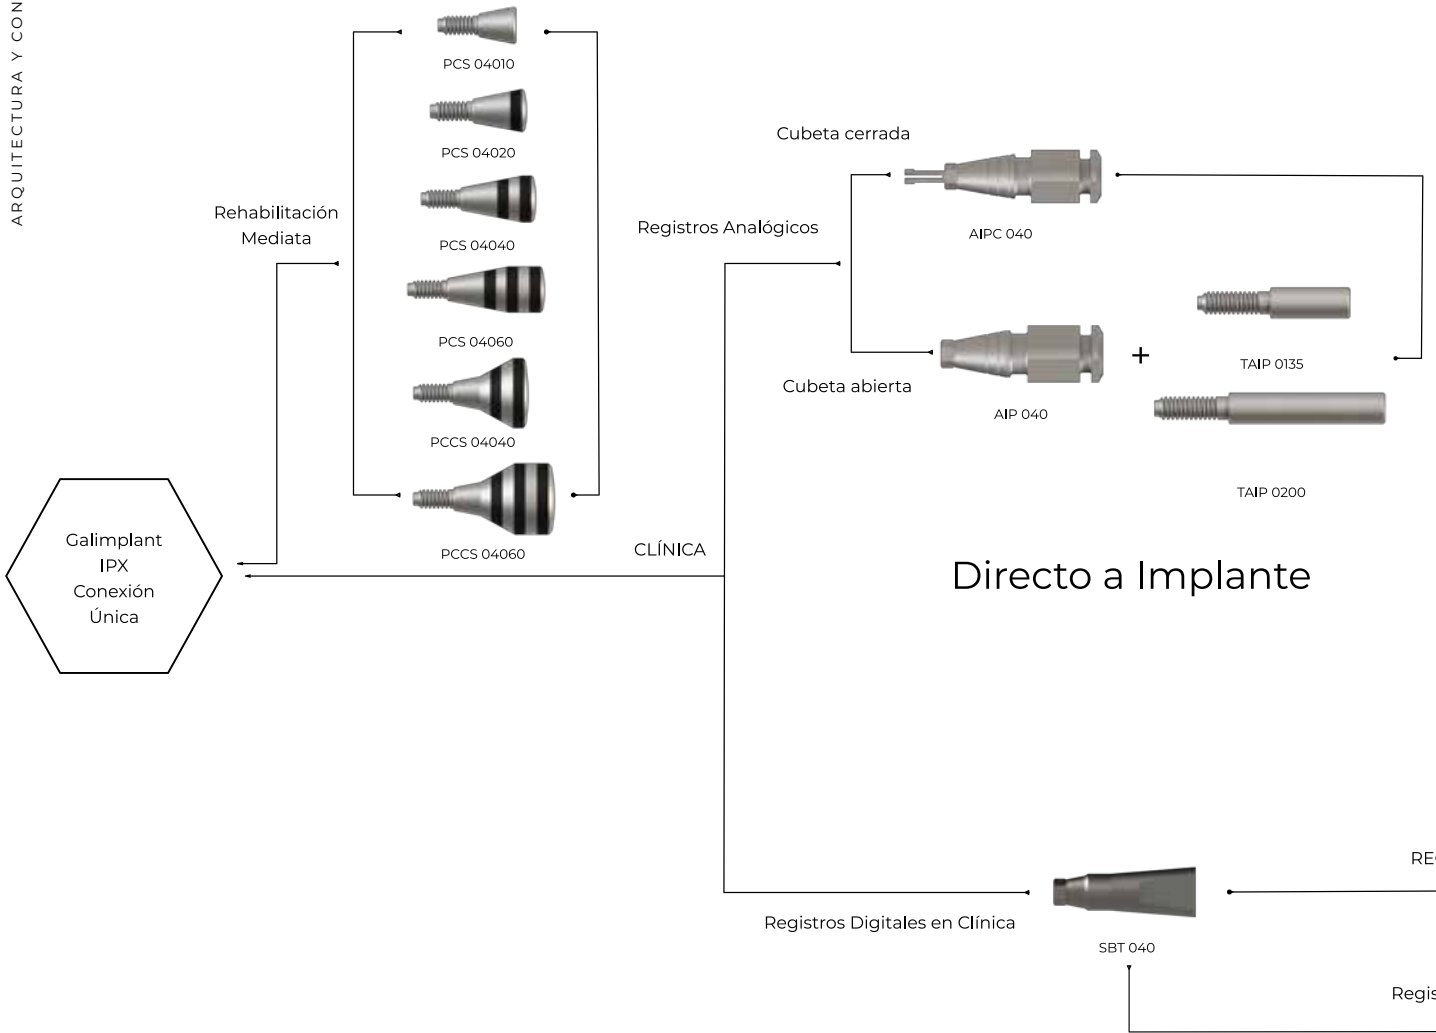 ARQUITECTURA Y CON
PCS 04010
PCS 04020
PCS 04040
PCS 04060
PCCS 04040
PCCS 04060
Rehabilitación
Mediata
Galimplant
IPX
Conexión
Única
CLÍNICA
Registros Analógicos
Cubeta cerrada
AIPC 040
Cubeta abierta
AIP 040
+
TAIP 0135
TAIP 0200
Directo a Implante
Registros Digitales en Clínica
SBT 040